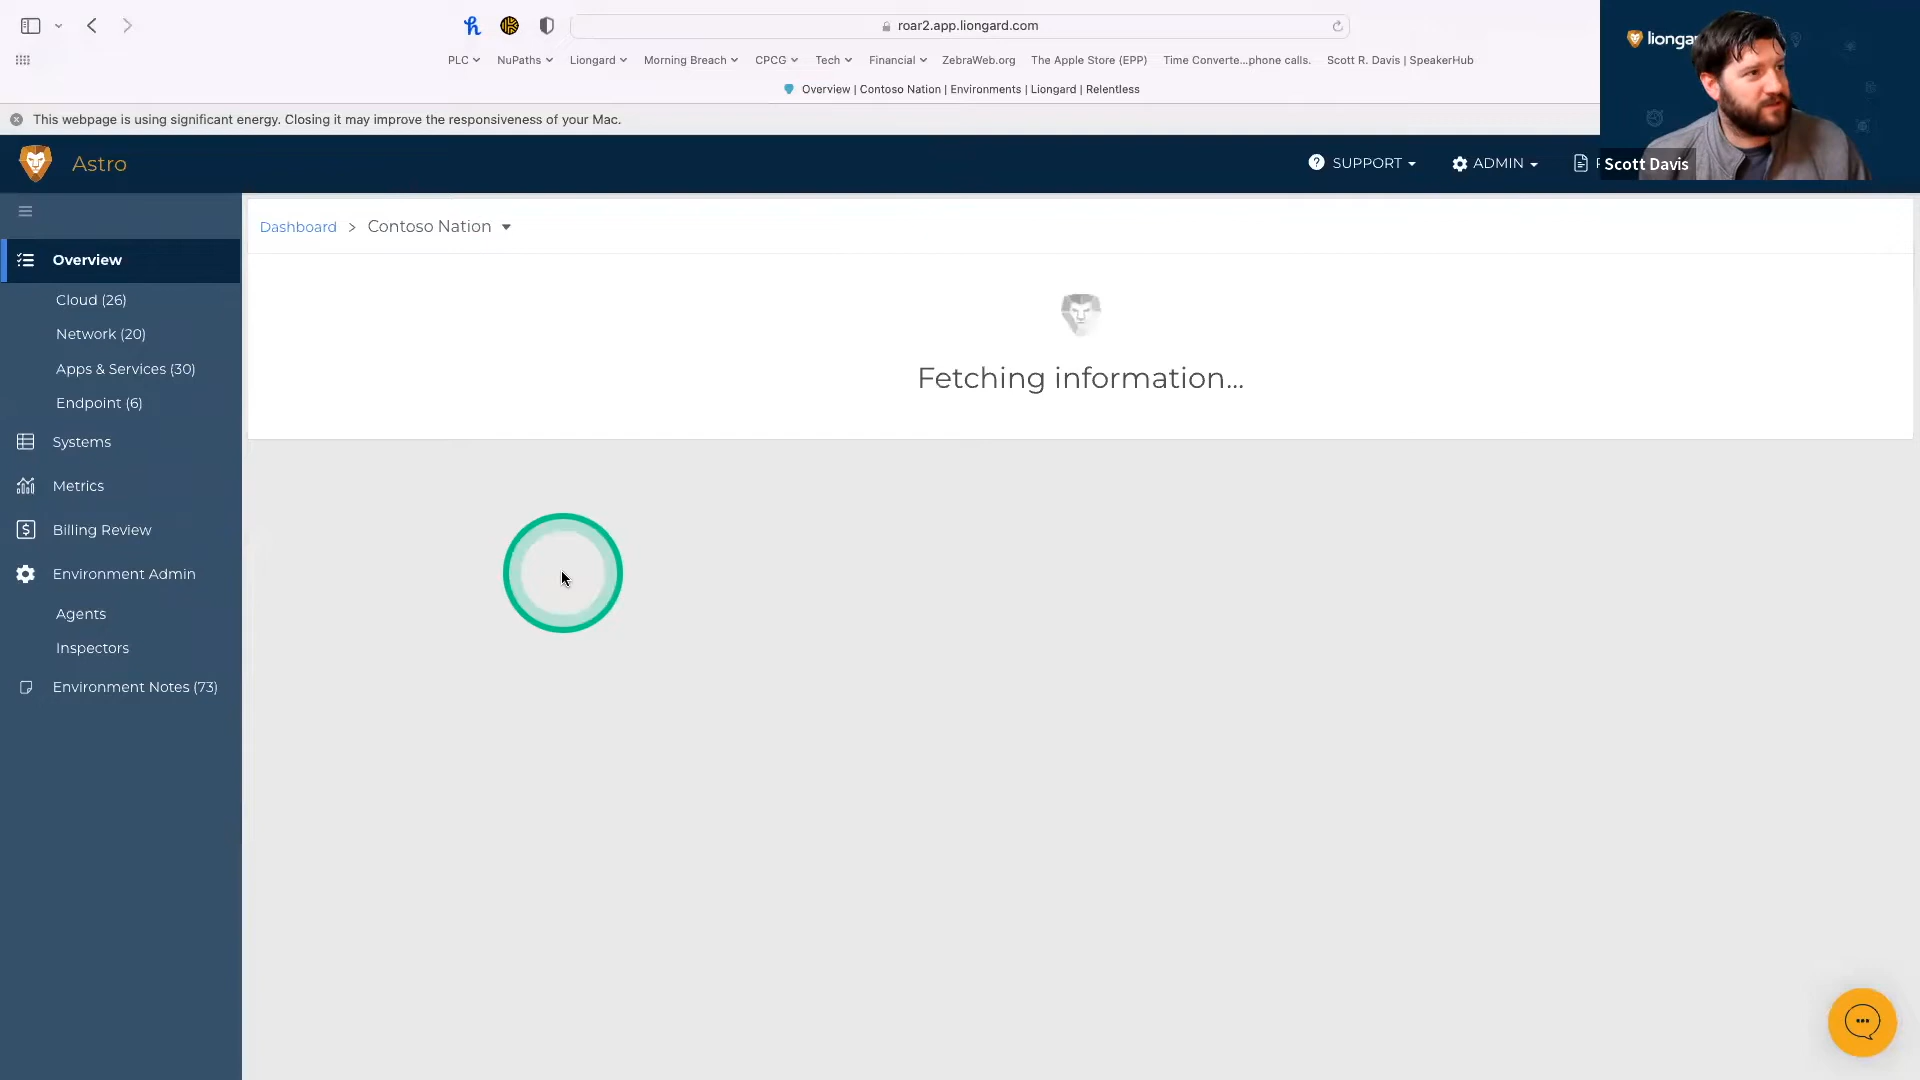 roar2.app.liongard.com
PLC NuPaths Liongard Morning Breach CPCG Tech Financial ZebraWeb.org The Apple Store (EPP) Time Converte...phone calls. Scott R. Davis | SpeakerHub
Overview | Contoso Nation | Environments | Liongard | Relentless
This webpage is using significant energy. Closing it may improve the responsiveness of your Mac.
Astro
SUPPORT ADMIN
Scott Davis
Dashboard > Contoso Nation
Fetching information...
Overview
Cloud (26)
Network (20)
Apps & Services (30)
Endpoint (6)
Systems
Metrics
Billing Review
Environment Admin
Agents
Inspectors
Environment Notes (73)